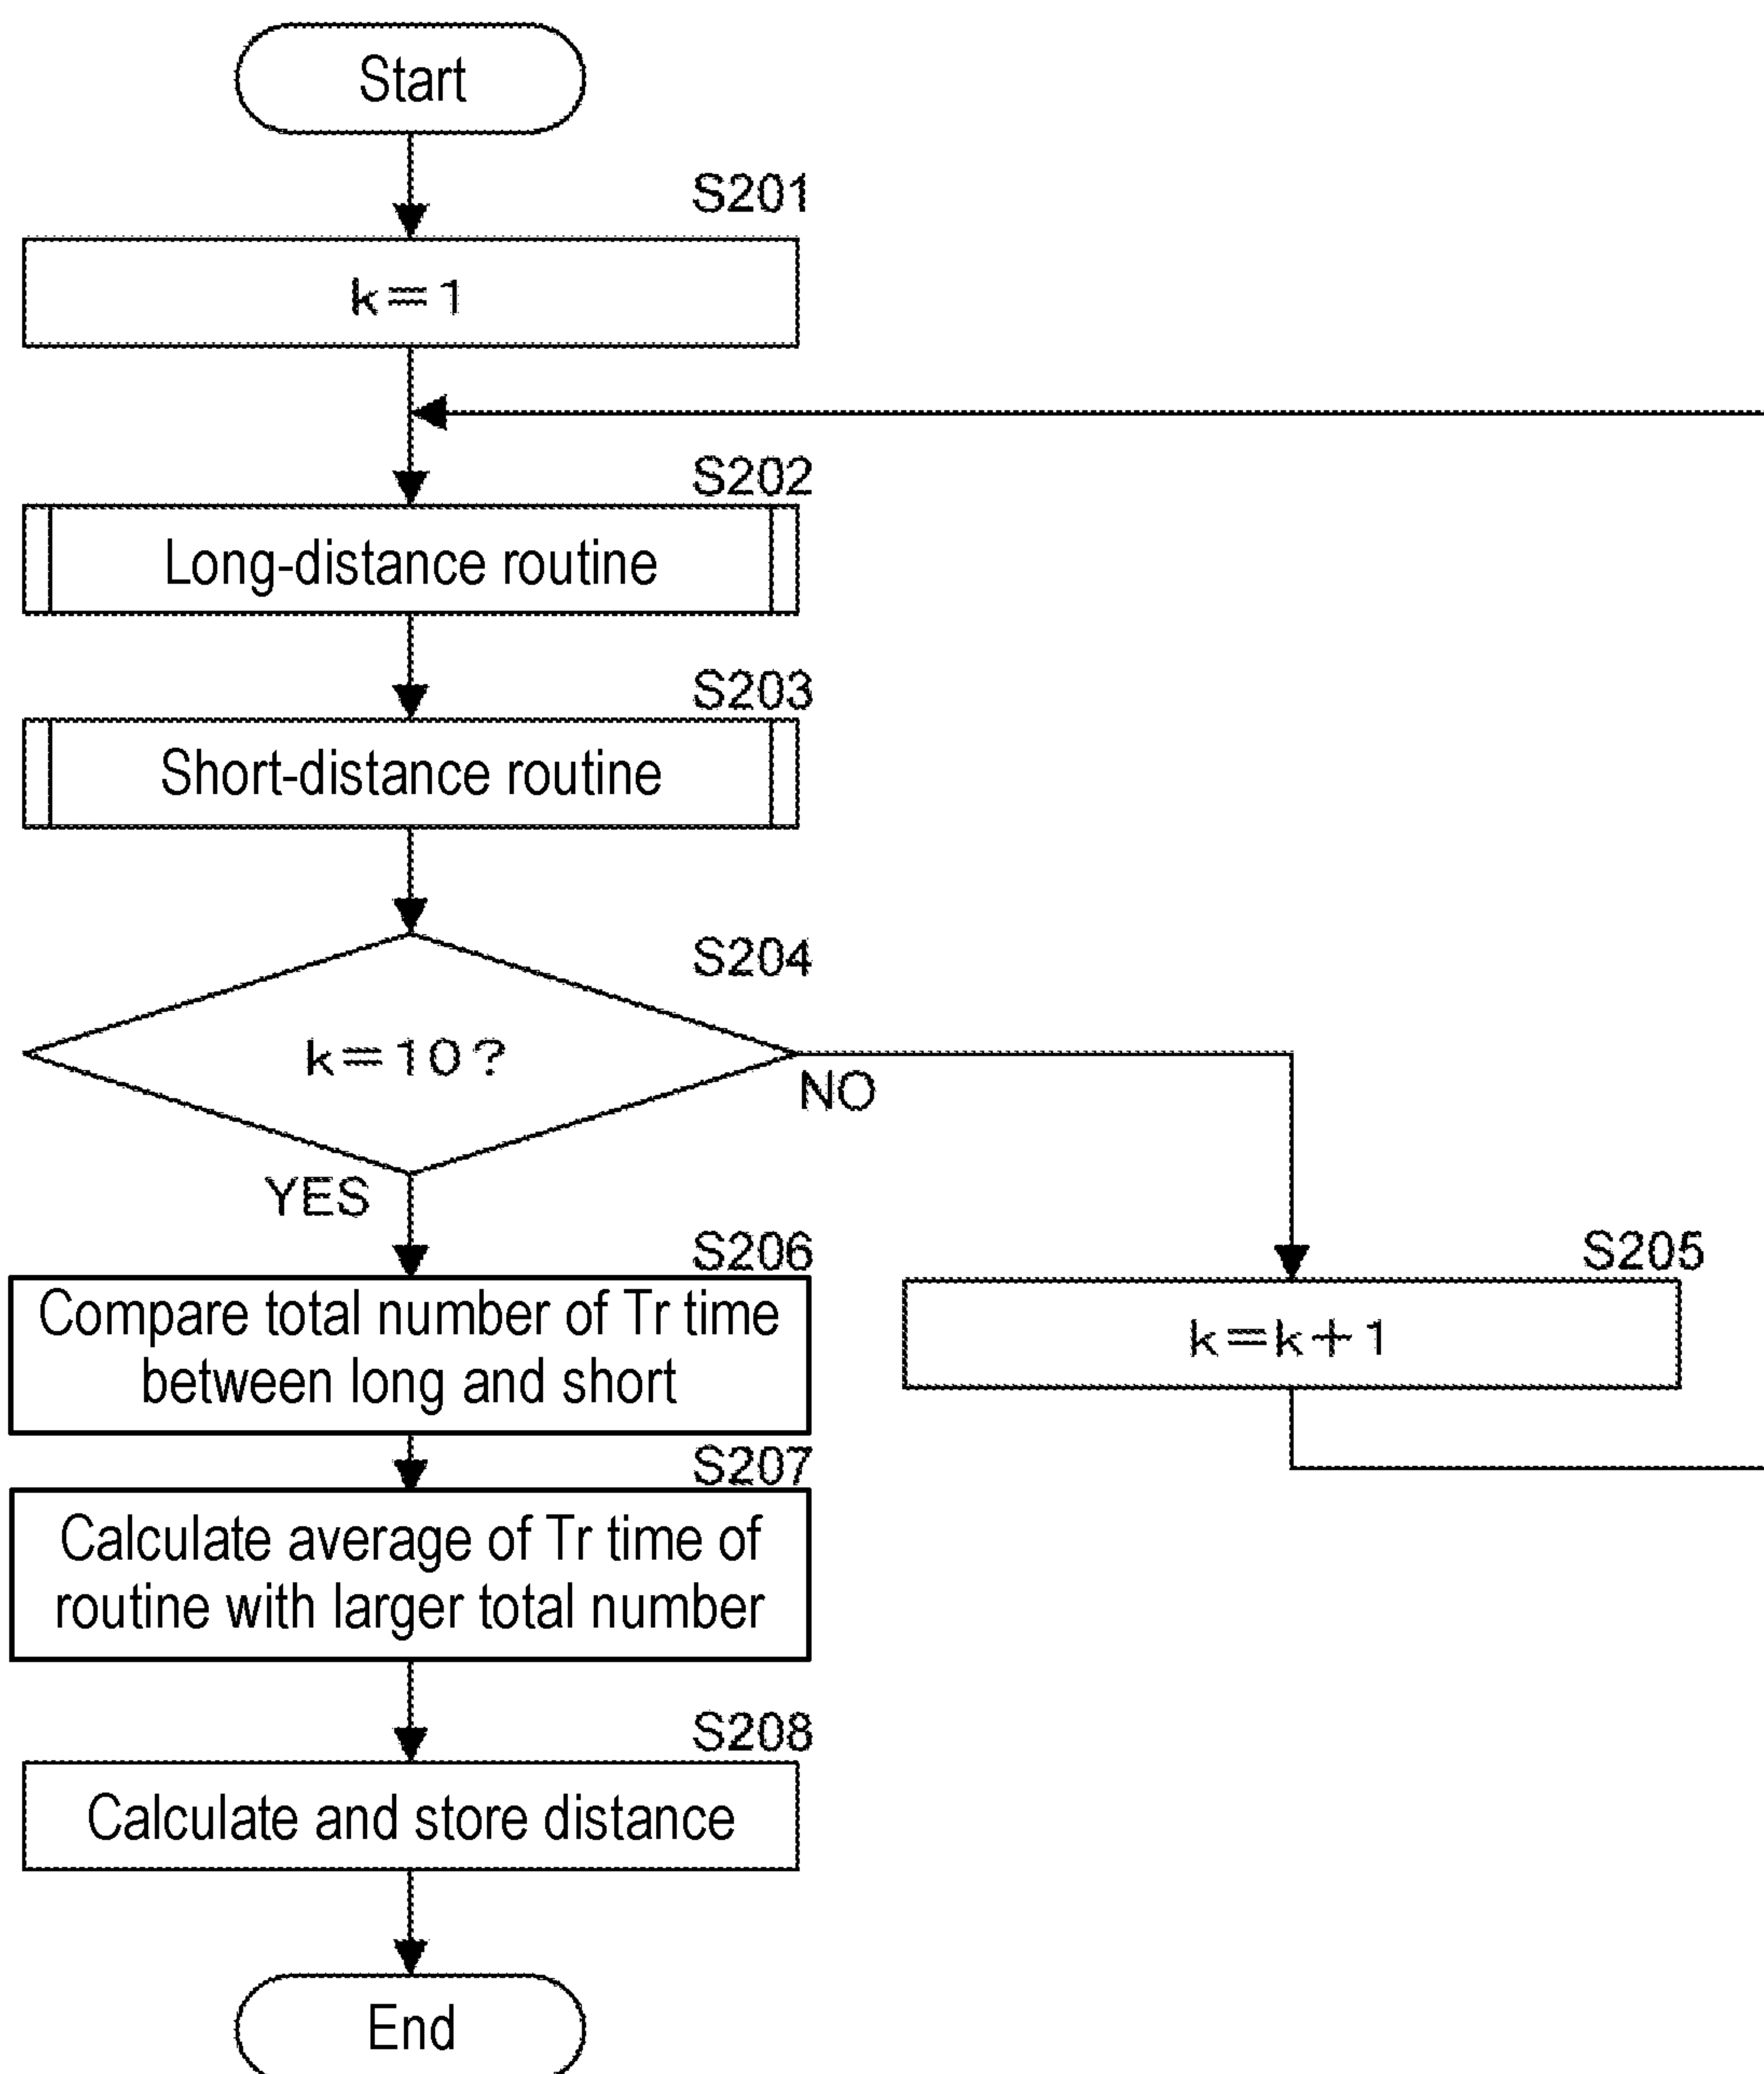 Start
S201
k=1
S202
Long-distance routine
S203
Short-distance routine
S204
k=10?
NO
YES
S206
Compare total number of Tr time
between long and short
S205
k=k+1
S207
Calculate average of Tr time of
routine with larger total number
S208
Calculate and store distance
End